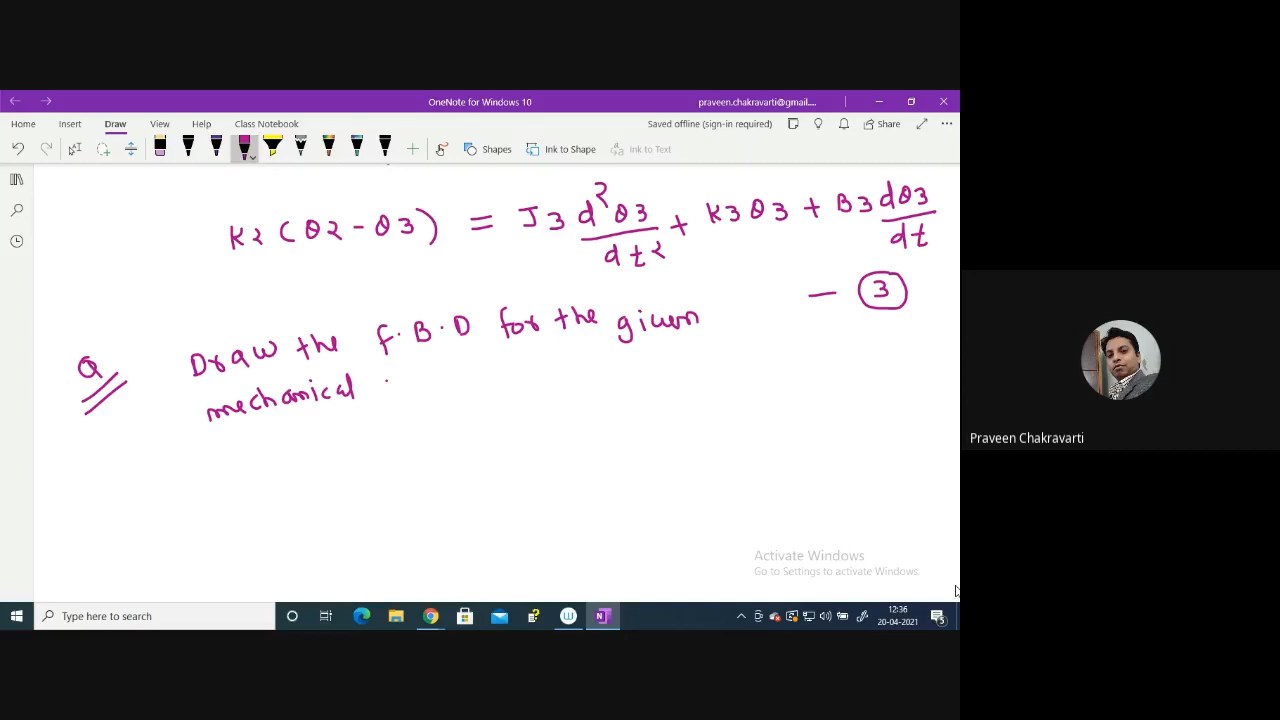 OneNote for Windows 10
praveen.chakravarti@gmail....
Home Insert Draw View Help Class Notebook
Saved offline (sign-in required)
Share
Shapes Ink to Shape Ink to Text
K2 (θ2 - θ3) = J3 d²θ3/dt² + K3θ3 + B3 dθ3/dt
— 3
Q Draw the f.B.D for the given
mechanical
Praveen Chakravarti
Activate Windows
Go to Settings to activate Windows.
Type here to search
12:36
20-04-2021
5